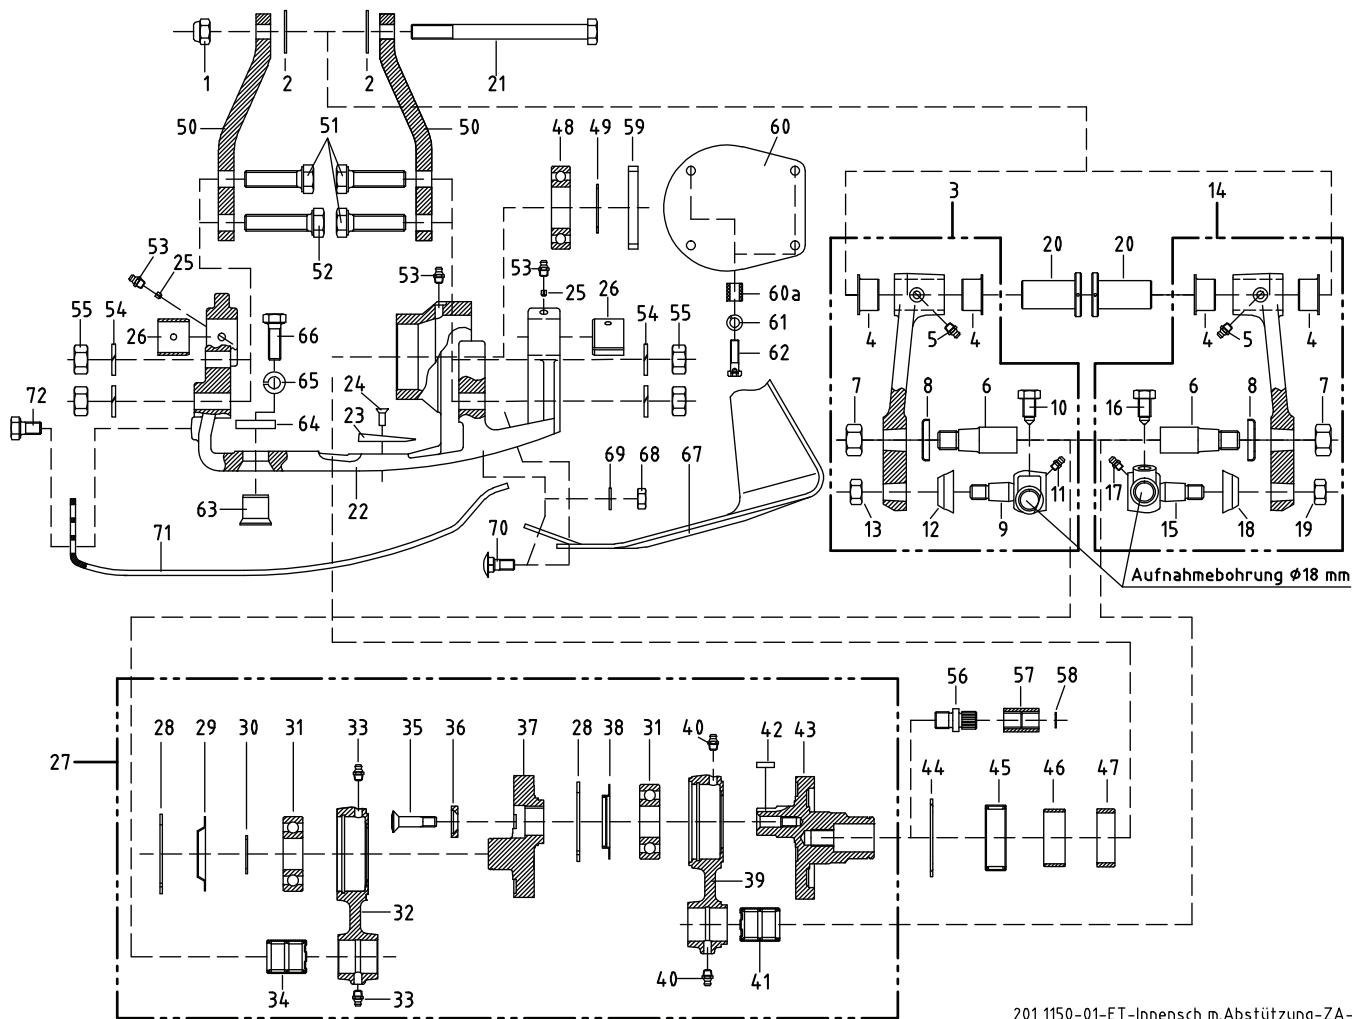 1 2 2 21
50 51 50 48 49 59 60
3 14
53 25 52 53 53 20 20
55 54 26 66 25 26 60a 54 55
4 5 4 4 5 4
61
62
72 65 24 7 8 6 10 16 6 8 7
64 23
69 68 67
63 22 13 12 9 11 17 15 18 19
71 70
Aufnahmebohrung Φ18 mm
56 57 58
28 29 30 31 33 35 36 37 28 38 31 40 42 43 44 45 46 47
27
39
32
34 33 40 41
201 1150-01-ET-Innensch m.Abstützung-ZA-